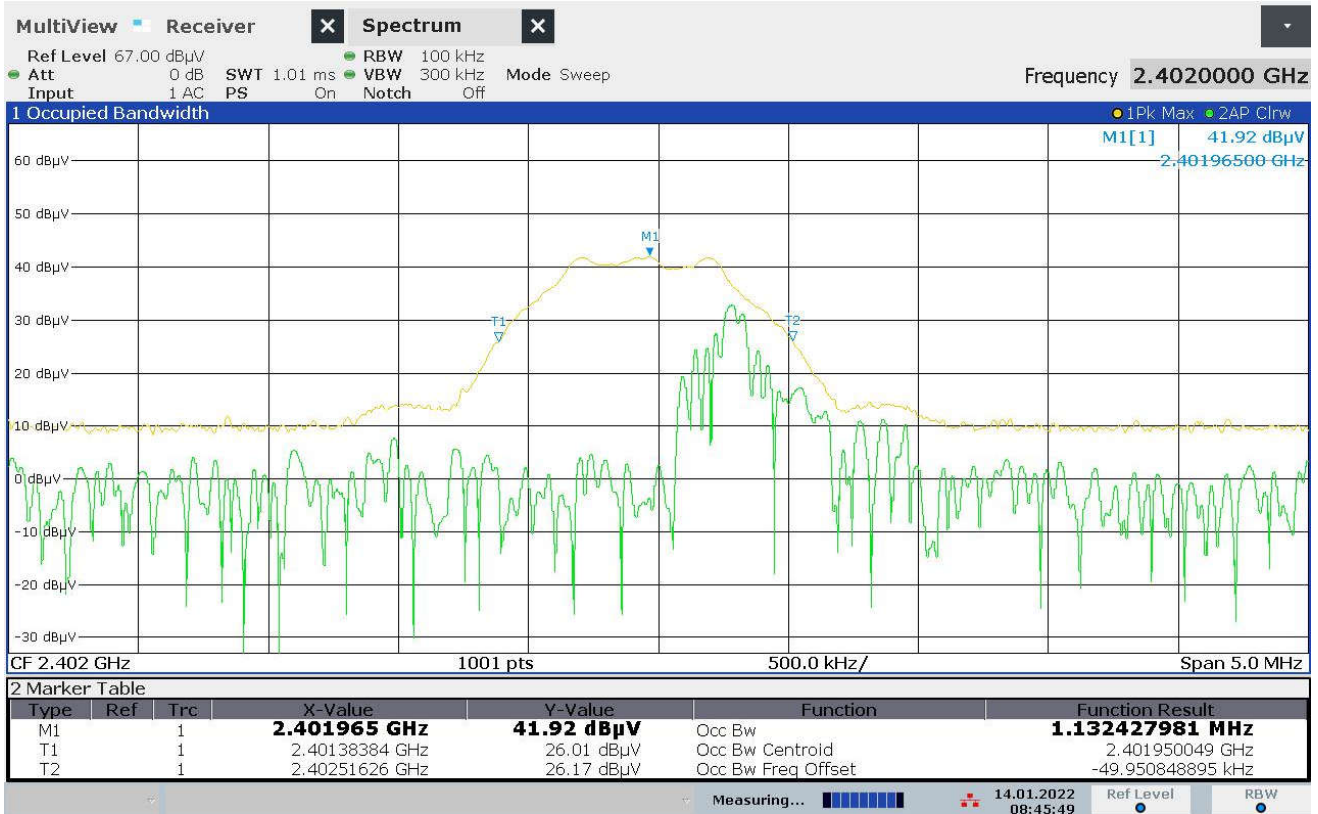 MultiView Receiver X Spectrum X
Ref Level 67.00 dBµV RBW 100 kHz
Att 0 dB SWT 1.01 ms VBW 300 kHz Mode Sweep Frequency 2.4020000 GHz
Input 1 AC PS On Notch Off
1 Occupied Bandwidth 1Pk Max 2AP Clrw
M1[1] 41.92 dBµV
2.40196500 GHz
60 dBµV
50 dBµV
M1
40 dBµV
30 dBµV
T1 T2
20 dBµV
10 dBµV
0 dBµV
-10 dBµV
-20 dBµV
-30 dBµV
CF 2.402 GHz 1001 pts 500.0 kHz/ Span 5.0 MHz
2 Marker Table
Type Ref Trc X-Value Y-Value Function Function Result
M1 1 2.401965 GHz 41.92 dBµV Occ Bw 1.132427981 MHz
T1 1 2.40138384 GHz 26.01 dBµV Occ Bw Centroid 2.401950049 GHz
T2 1 2.40251626 GHz 26.17 dBµV Occ Bw Freq Offset -49.950848895 kHz
Measuring... 14.01.2022 Ref Level RBW
08:45:49